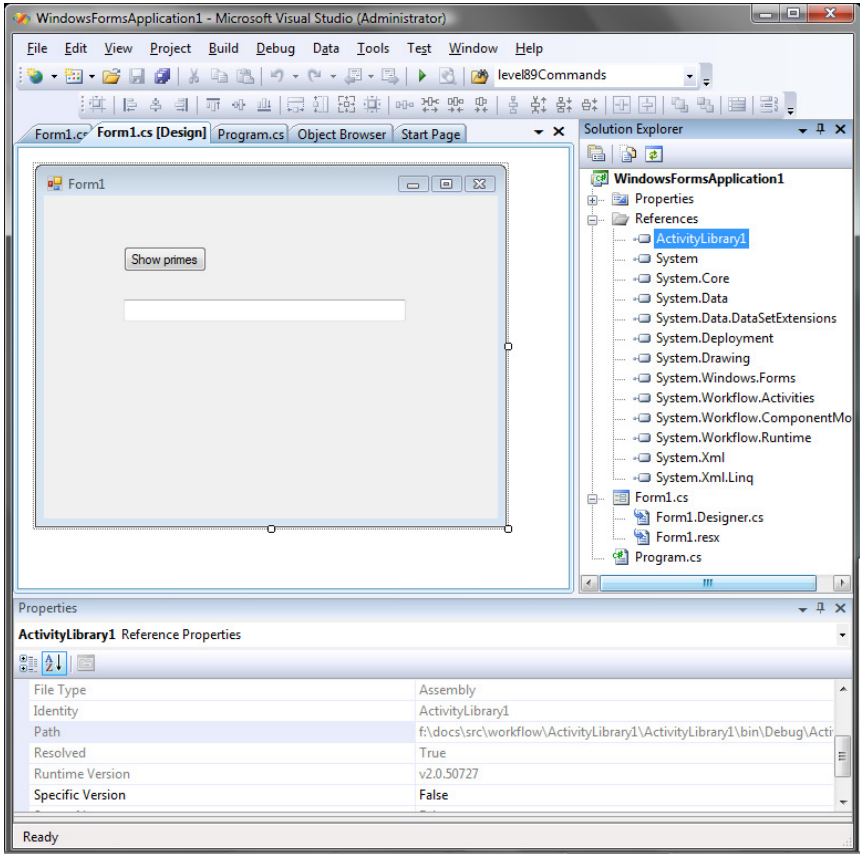 WindowsFormsApplication1 - Microsoft Visual Studio (Administrator)
File Edit View Project Build Debug Data Tools Test Window Help
level89Commands
Form1.cs Form1.cs [Design] Program.cs Object Browser Start Page
Form1
Show primes
Solution Explorer
WindowsFormsApplication1
Properties
References
ActivityLibrary1
System
System.Core
System.Data
System.Data.DataSetExtensions
System.Deployment
System.Drawing
System.Windows.Forms
System.Workflow.Activities
System.Workflow.ComponentMo
System.Workflow.Runtime
System.Xml
System.Xml.Linq
Form1.cs
Form1.Designer.cs
Form1.resx
Program.cs
Properties
ActivityLibrary1 Reference Properties
File Type Assembly
Identity ActivityLibrary1
Path f:\docs\src\workflow\ActivityLibrary1\ActivityLibrary1\bin\Debug\Activ
Resolved True
Runtime Version v2.0.50727
Specific Version False
Ready